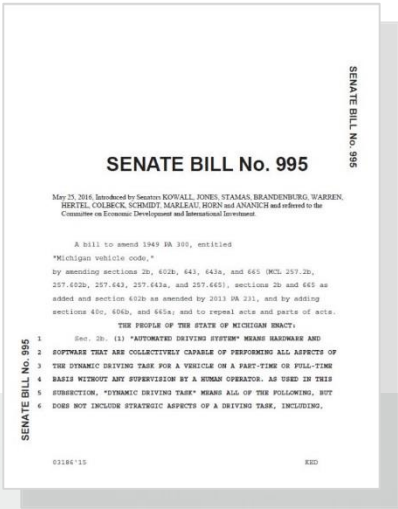 SENATE BILL No. 995
SENATE BILL No. 995
May 25, 2016, Introduced by Senators KOWALL, JONES, STAMAS, BRANDENBURG, WARREN,
HERTEL, COLBECK, SCHMIDT, MARLEAU, HORN and ANANICH and referred to the
Committee on Economic Development and International Investment.
A bill to amend 1949 PA 300, entitled
"Michigan vehicle code,"
by amending sections 2b, 602b, 643, 643a, and 665 (MCL 257.2b,
257.602b, 257.643, 257.643a, and 257.665), sections 2b and 665 as
added and section 602b as amended by 2013 PA 231, and by adding
sections 40c, 606b, and 665a; and to repeal acts and parts of acts.
THE PEOPLE OF THE STATE OF MICHIGAN ENACT:
1 Sec. 2b. (1) "AUTOMATED DRIVING SYSTEM" MEANS HARDWARE AND
2 SOFTWARE THAT ARE COLLECTIVELY CAPABLE OF PERFORMING ALL ASPECTS OF
3 THE DYNAMIC DRIVING TASK FOR A VEHICLE ON A PART-TIME OR FULL-TIME
4 BASIS WITHOUT ANY SUPERVISION BY A HUMAN OPERATOR. AS USED IN THIS
5 SUBSECTION, "DYNAMIC DRIVING TASK" MEANS ALL OF THE FOLLOWING, BUT
6 DOES NOT INCLUDE STRATEGIC ASPECTS OF A DRIVING TASK, INCLUDING,
SENATE BILL No. 995
03186'15 KED